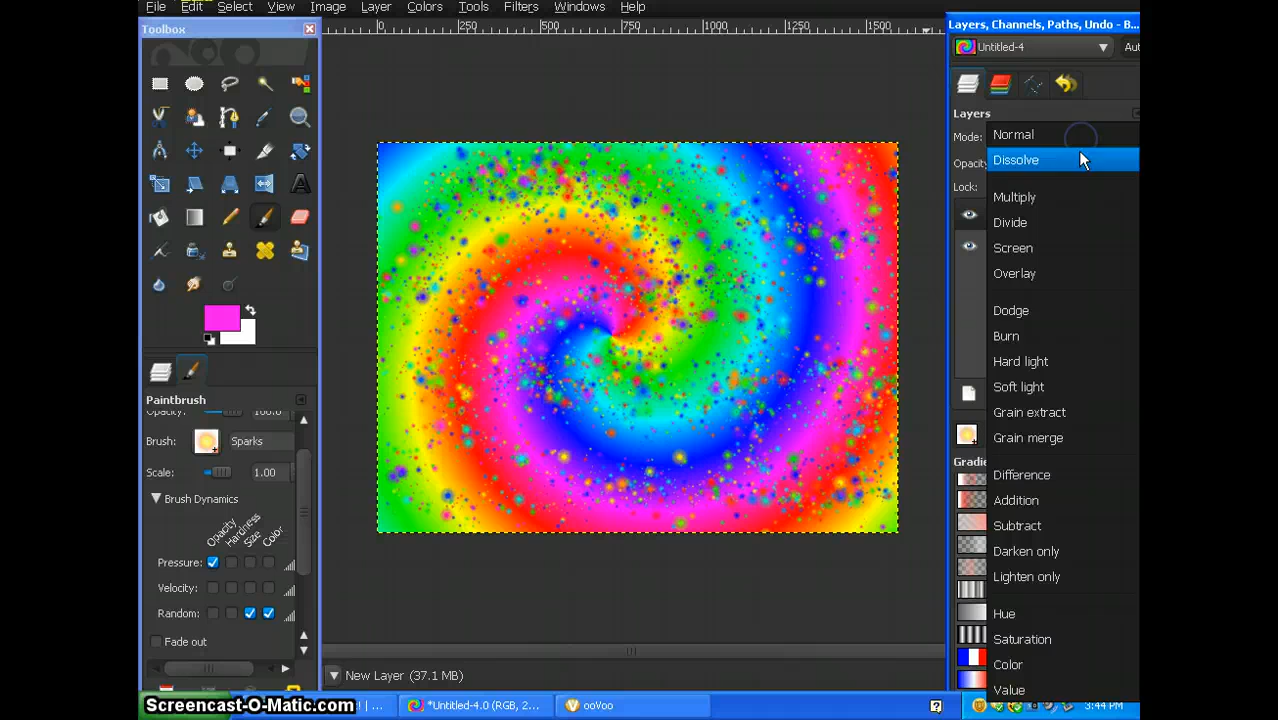 File Edit Select View Image Layer Colors Tools Filters Windows Help
Toolbox
0 250 500 750 1000 1250 1500
Layers, Channels, Paths, Undo - B...
Untitled-4
Layers
Mode:
Normal
Dissolve
Opacity
Lock:
Multiply
Divide
Screen
Overlay
Dodge
Burn
Hard light
Soft light
Grain extract
Grain merge
Difference
Addition
Subtract
Darken only
Lighten only
Hue
Saturation
Color
Value
Paintbrush
Opacity: 100.0
Brush: Sparks
Scale: 1.00
Brush Dynamics
Opacity Hardness Size Color
Pressure:
Velocity:
Random:
Fade out
New Layer (37.1 MB)
Screencast-O-Matic.com
*Untitled-4.0 (RGB, 2...
ooVoo
3:44 PM